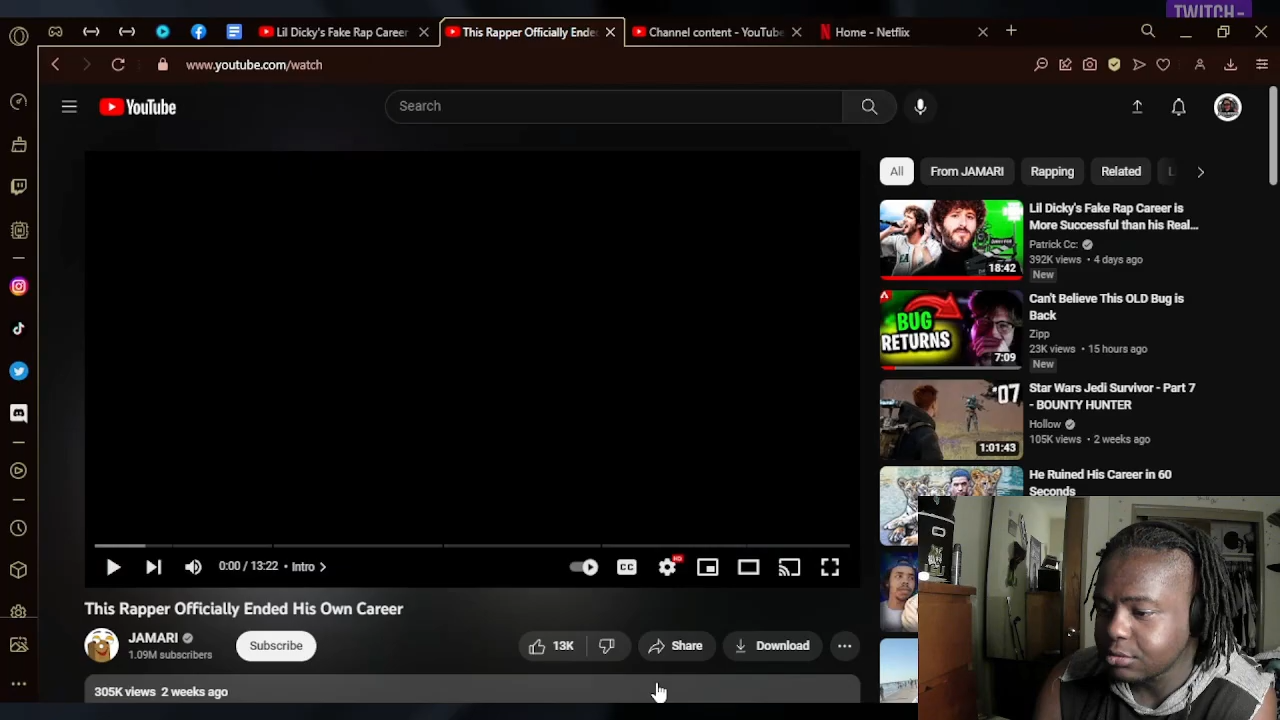 TWITCH -
Lil Dicky's Fake Rap Career
This Rapper Officially Ende
Channel content - YouTube
Home - Netflix
www.youtube.com/watch
YouTube
Search
All
From JAMARI
Rapping
Related
Lil Dicky's Fake Rap Career is
More Successful than his Real...
Patrick Cc:
392K views • 4 days ago
New
18:42
Can't Believe This OLD Bug is
Back
Zipp
23K views • 15 hours ago
New
BUG
RETURNS
7:09
Star Wars Jedi Survivor - Part 7
- BOUNTY HUNTER
Hollow
105K views • 2 weeks ago
'07
1:01:43
He Ruined His Career in 60
Seconds
0:00 / 13:22 • Intro
CC
HD
This Rapper Officially Ended His Own Career
JAMARI
1.09M subscribers
Subscribe
13K
Share
Download
305K views 2 weeks ago